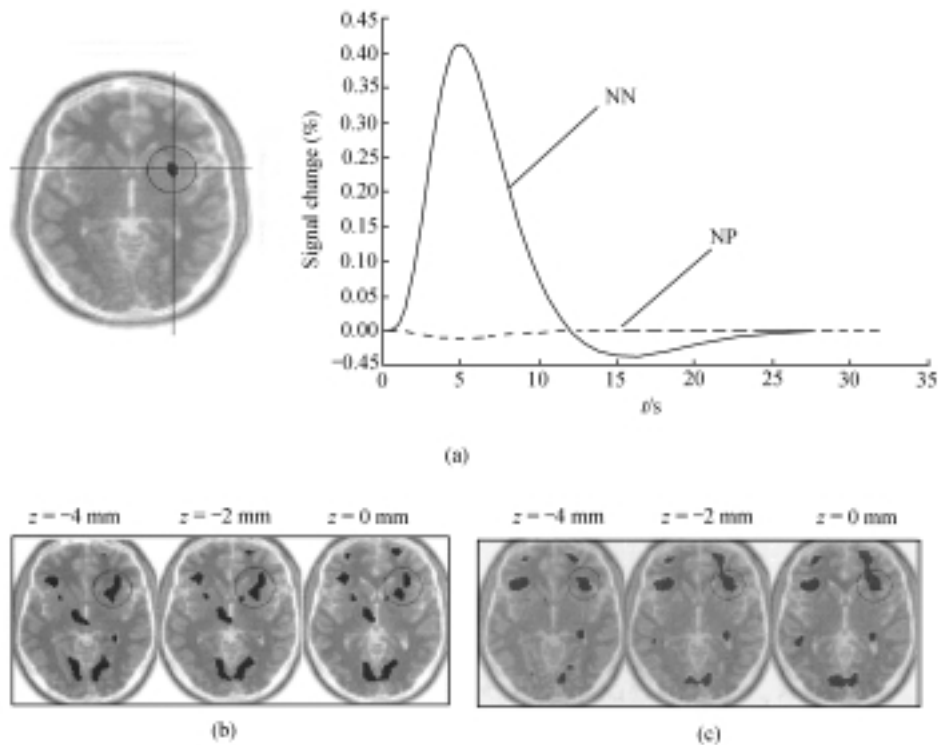 0.45
0.40
0.35
0.30
0.25
0.20
0.15
0.10
0.05
0.00
−0.45
Signal change (%)
NN
NP
0 5 10 15 20 25 30 35
t/s
(a)
z = −4 mm z = −2 mm z = 0 mm
z = −4 mm z = −2 mm z = 0 mm
(b)
(c)